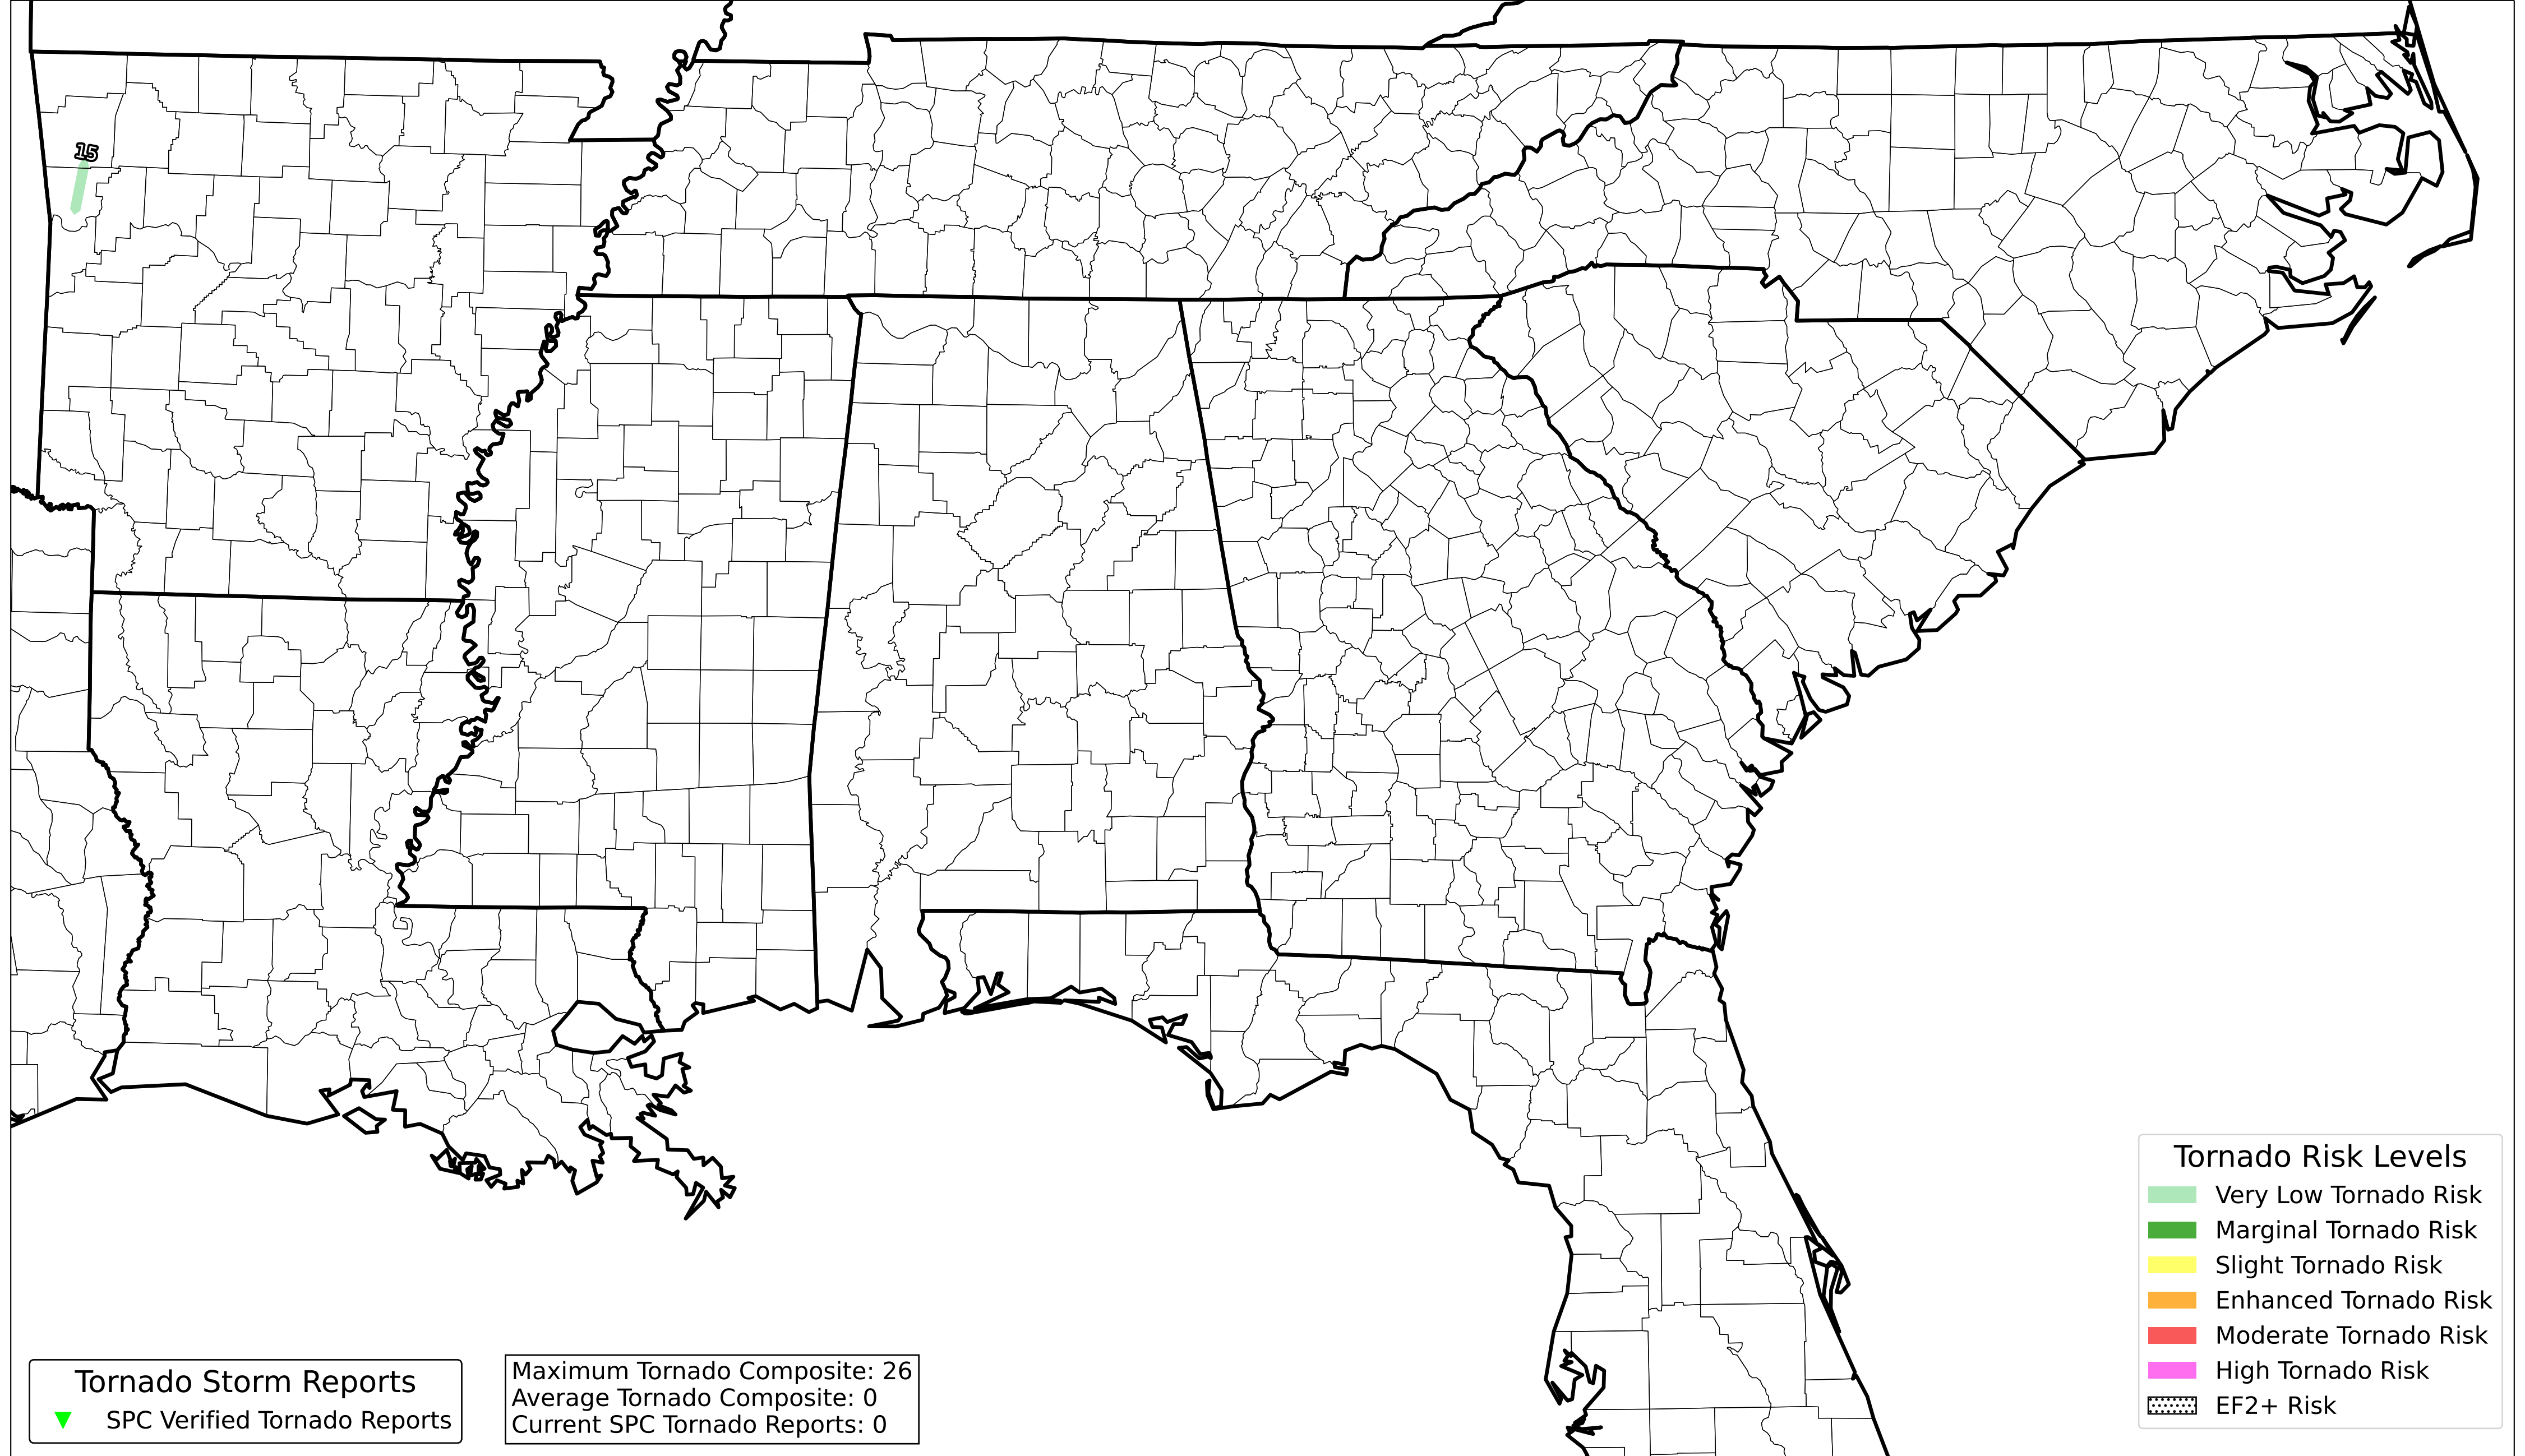 15
Tornado Risk Levels
Very Low Tornado Risk
Marginal Tornado Risk
Slight Tornado Risk
Enhanced Tornado Risk
Moderate Tornado Risk
High Tornado Risk
EF2+ Risk
Tornado Storm Reports
SPC Verified Tornado Reports
Maximum Tornado Composite: 26
Average Tornado Composite: 0
Current SPC Tornado Reports: 0